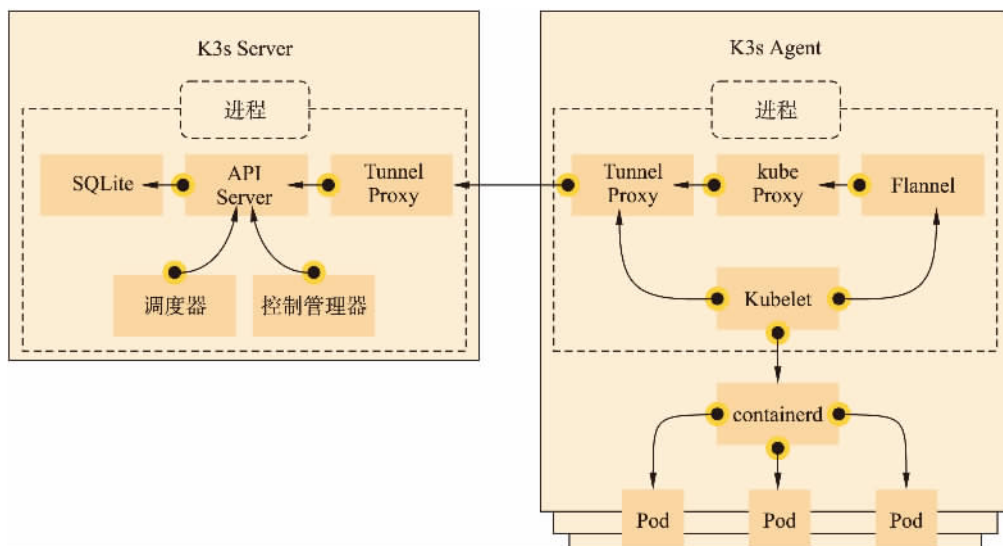 K3s Server
进程
SQLite
API
Server
Tunnel
Proxy
调度器
控制管理器
K3s Agent
进程
Tunnel
Proxy
kube
Proxy
Flannel
Kubelet
containerd
Pod
Pod
Pod